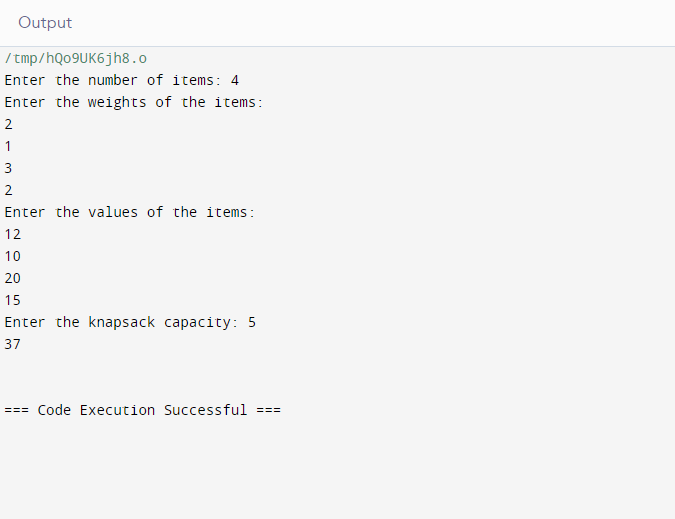 Output
/tmp/hQo9UK6jh8.o
Enter the number of items: 4
Enter the weights of the items:
2
1
3
2
Enter the values of the items:
12
10
20
15
Enter the knapsack capacity: 5
37
=== Code Execution Successful ===